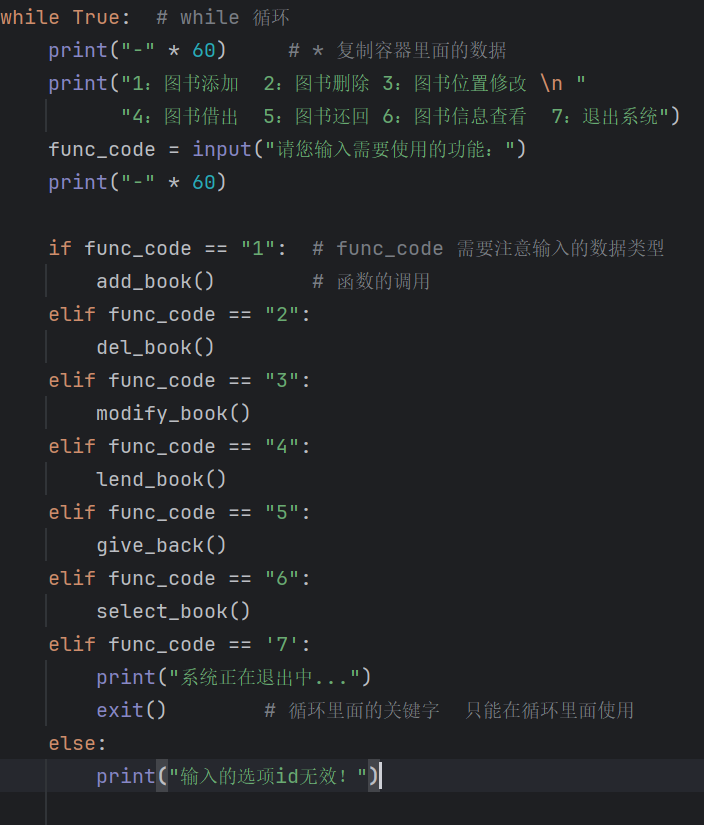 while True:  # while 循环
    print("-" * 60)     # * 复制容器里面的数据
    print("1：图书添加  2：图书删除 3：图书位置修改 \n "
          "4：图书借出  5：图书还回 6：图书信息查看  7：退出系统")
    func_code = input("请您输入需要使用的功能：")
    print("-" * 60)

    if func_code == "1":  # func_code 需要注意输入的数据类型
        add_book()        # 函数的调用
    elif func_code == "2":
        del_book()
    elif func_code == "3":
        modify_book()
    elif func_code == "4":
        lend_book()
    elif func_code == "5":
        give_back()
    elif func_code == "6":
        select_book()
    elif func_code == '7':
        print("系统正在退出中...")
        exit()        # 循环里面的关键字  只能在循环里面使用
    else:
        print("输入的选项id无效！")